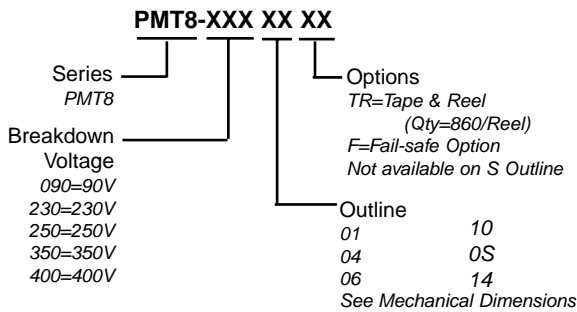 PMT8-XXX XX XX
Series
PMT8
Breakdown
Voltage
090=90V
230=230V
250=250V
350=350V
400=400V
Options
TR=Tape & Reel
(Qty=860/Reel)
F=Fail-safe Option
Not available on S Outline
Outline
01 10
04 0S
06 14
See Mechanical Dimensions